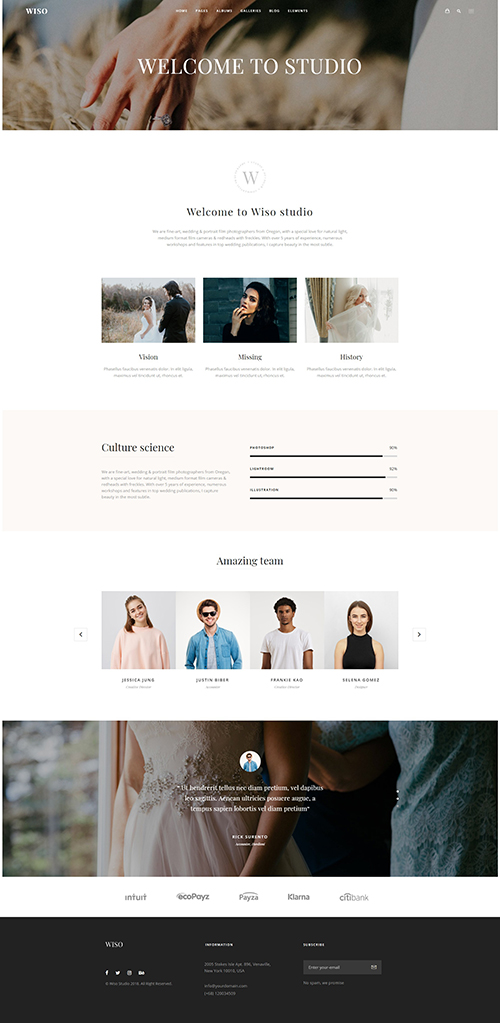 WISO
HOME PAGES ALBUMS GALLERIES BLOG ELEMENTS
WELCOME TO STUDIO
W
Welcome to Wiso studio
We are fine art, wedding & portrait film photographers from Oregon, with a special love for natural light,
medium format film cameras & redheads with freckles. With over 5 years of experience, numerous
workshops and features in top wedding publications, I capture beauty in the most subtle.
Vision
Missing
History
Phasellus faucibus venenatis dolor. In elit ligula,
maximus vel tincidunt ut, rhoncus et.
Phasellus faucibus venenatis dolor. In elit ligula,
maximus vel tincidunt ut, rhoncus et.
Phasellus faucibus venenatis dolor. In elit ligula,
maximus vel tincidunt ut, rhoncus et.
Culture science
We are fine art, wedding & portrait film photographers from Oregon,
with a special love for natural light, medium format film cameras &
redheads with freckles. With over 5 years of experience, numerous
workshops and features in top wedding publications, I capture
beauty in the most subtle.
PHOTOSHOP 90%
LIGHTROOM 82%
ILLUSTRATION 90%
Amazing team
JESSICA JUNG
Creative Director
JUSTIN BIBER
FRANKIE KAO
Creative Director
SELENA GOMEZ
"Ut hendrerit tellus nec diam pretium, vel dapibus
leo sagittis. Aenean ultricies posuere augue, a
tempus sapien lobortis vel diam pretium"
RICK SURENTO
intuit
ecoPayz
Payza
Klarna
citibank
WISO
© Wiso Studio 2018. All Right Reserved.
INFORMATION
2005 Stokes Isle Apt. 896, Venaville,
New York 10010, USA
info@yourdomain.com
(+68) 120034509
SUBSCRIBE
Enter your email
No spam, we promise